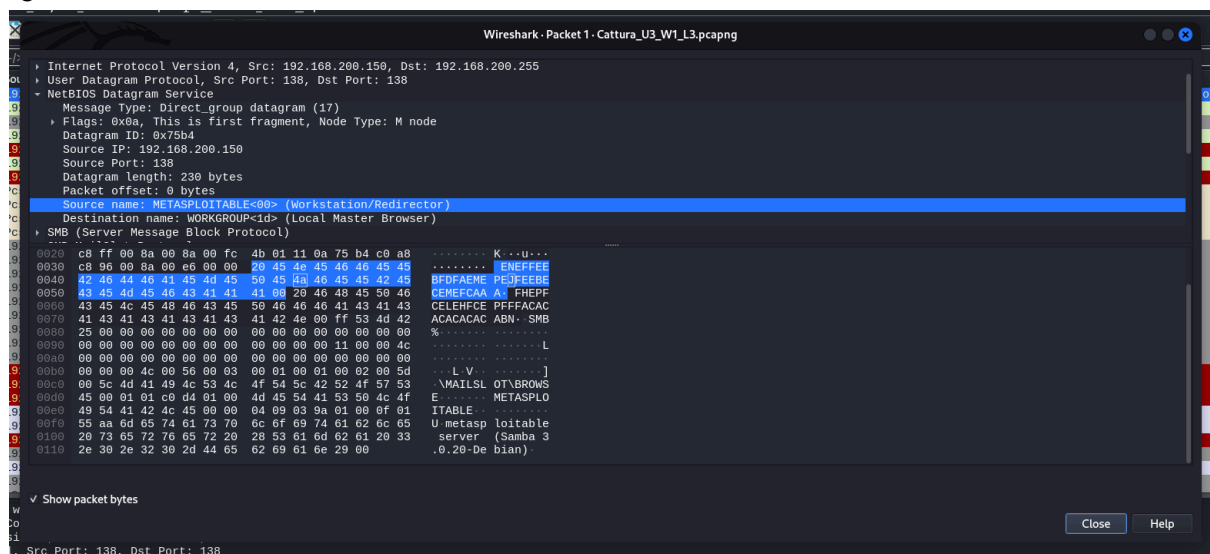 Wireshark · Packet 1 · Cattura_U3_W1_L3.pcapng
Internet Protocol Version 4, Src: 192.168.200.150, Dst: 192.168.200.255
User Datagram Protocol, Src Port: 138, Dst Port: 138
NetBIOS Datagram Service
Message Type: Direct_group datagram (17)
Flags: 0x0a, This is first fragment, Node Type: M node
Datagram ID: 0x75b4
Source IP: 192.168.200.150
Source Port: 138
Datagram length: 230 bytes
Packet offset: 0 bytes
Source name: METASPLOITABLE<00> (Workstation/Redirector)
Destination name: WORKGROUP<1d> (Local Master Browser)
SMB (Server Message Block Protocol)
0020 c8 ff 00 8a 00 8a 00 fc 4b 01 11 0a 75 b4 c0 a8 ········ K···u···
0030 c8 96 00 8a 00 e6 00 00 20 45 4e 45 46 46 45 45 ········ ENEFFEE
0040 42 46 44 46 41 45 4d 45 50 45 4a 46 45 45 42 45 BFDFAEME PEJFEEBE
0050 43 45 4d 45 46 43 41 41 41 00 20 46 48 45 50 46 CEMEFCAA A· FHEPF
0060 43 45 4c 45 48 46 43 45 50 46 46 46 41 43 41 43 CELEHFCE PFFFACAC
0070 41 43 41 43 41 43 41 43 41 42 4e 00 ff 53 4d 42 ACACACAC ABN· SMB
0080 25 00 00 00 00 00 00 00 00 00 00 00 00 00 00 00 %······· ········
0090 00 00 00 00 00 00 00 00 00 00 00 00 11 00 00 4c ········ ·······L
00a0 00 00 00 00 00 00 00 00 00 00 00 00 00 00 00 00 ········ ········
00b0 00 00 00 4c 00 56 00 03 00 01 00 01 00 02 00 5d ···L·V·· ·······]
00c0 00 5c 4d 41 49 4c 53 4c 4f 54 5c 42 52 4f 57 53 ·\MAILSL OT\BROWS
00d0 45 00 01 01 c0 d4 01 00 4d 45 54 41 53 50 4c 4f E······· METASPLO
00e0 49 54 41 42 4c 45 00 00 04 09 03 9a 01 00 0f 01 ITABLE·· ········
00f0 55 aa 6d 65 74 61 73 70 6c 6f 69 74 61 62 6c 65 U·metasp loitable
0100 20 73 65 72 76 65 72 20 28 53 61 6d 62 61 20 33 server (Samba 3
0110 2e 30 2e 32 30 2d 44 65 62 69 61 6e 29 00 .0.20-De bian)·
Show packet bytes
Close Help
Src Port: 138, Dst Port: 138